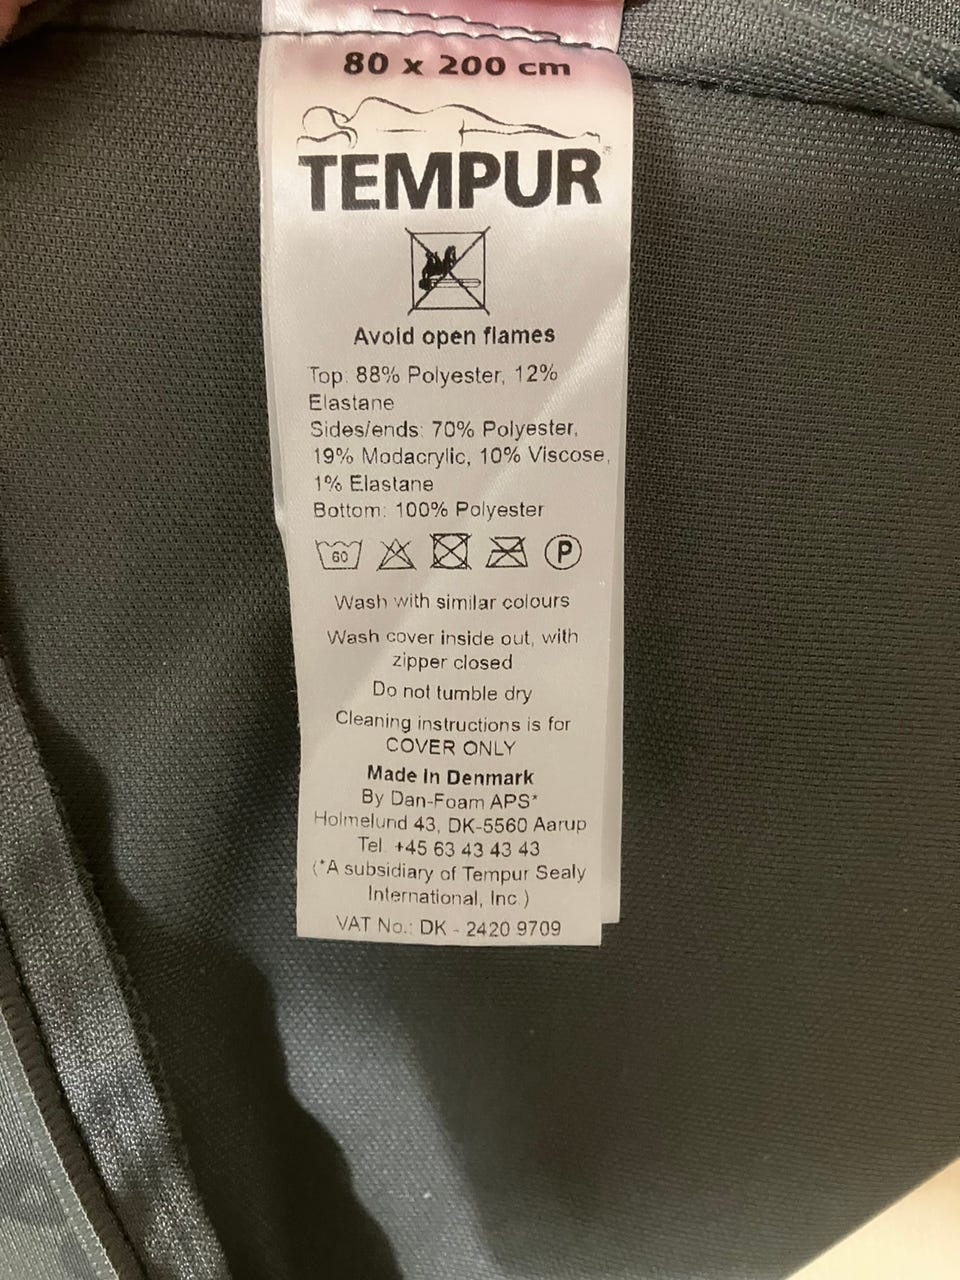 80 x 200 cm
TEMPUR®
Avoid open flames
Top: 88% Polyester, 12%
Elastane
Sides/ends: 70% Polyester,
19% Modacrylic, 10% Viscose,
1% Elastane
Bottom: 100% Polyester
60 P
Wash with similar colours
Wash cover inside out, with
zipper closed
Do not tumble dry
Cleaning instructions is for
COVER ONLY
Made In Denmark
By Dan-Foam APS*
Holmelund 43, DK-5560 Aarup
Tel. +45 63 43 43 43
(*A subsidiary of Tempur Sealy
International, Inc.)
VAT No.: DK - 2420 9709